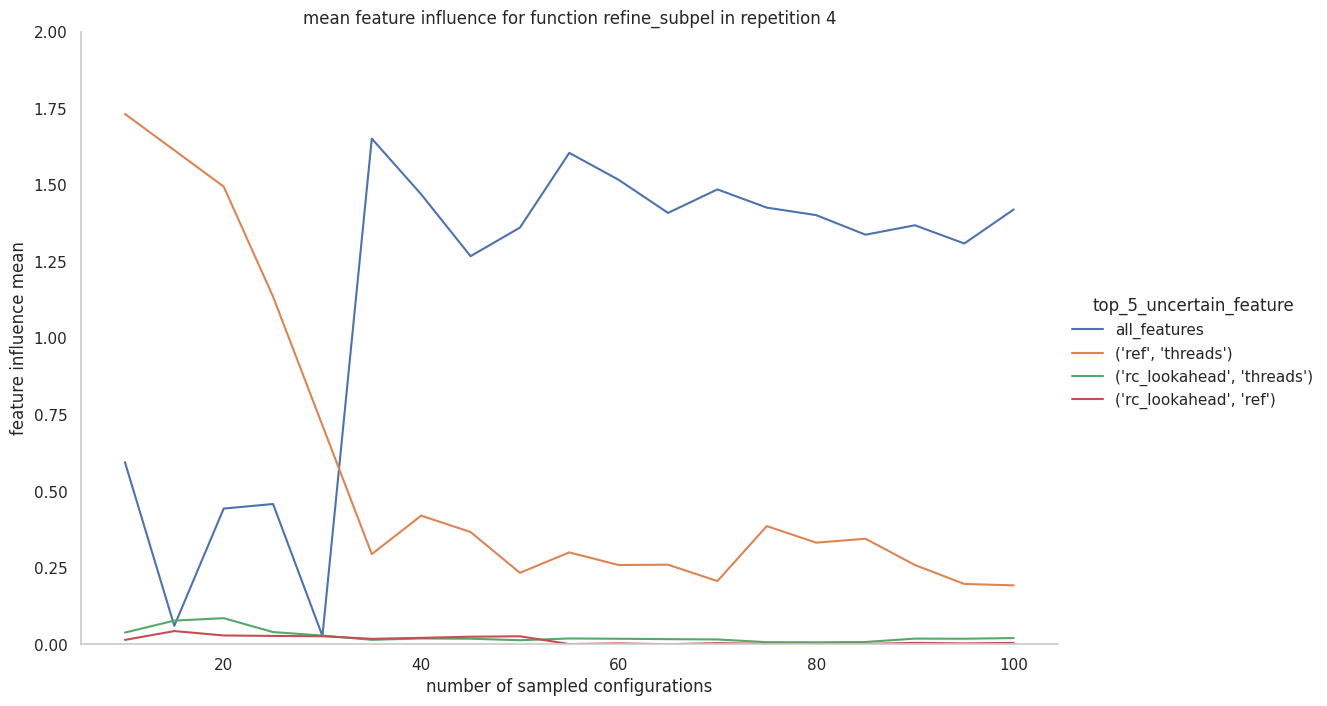 mean feature influence for function refine_subpel in repetition 4
2.00
1.75
1.50
1.25
1.00
0.75
0.50
0.25
0.00
feature influence mean
20
40
60
80
100
number of sampled configurations
top_5_uncertain_feature
all_features
('ref', 'threads')
('rc_lookahead', 'threads')
('rc_lookahead', 'ref')